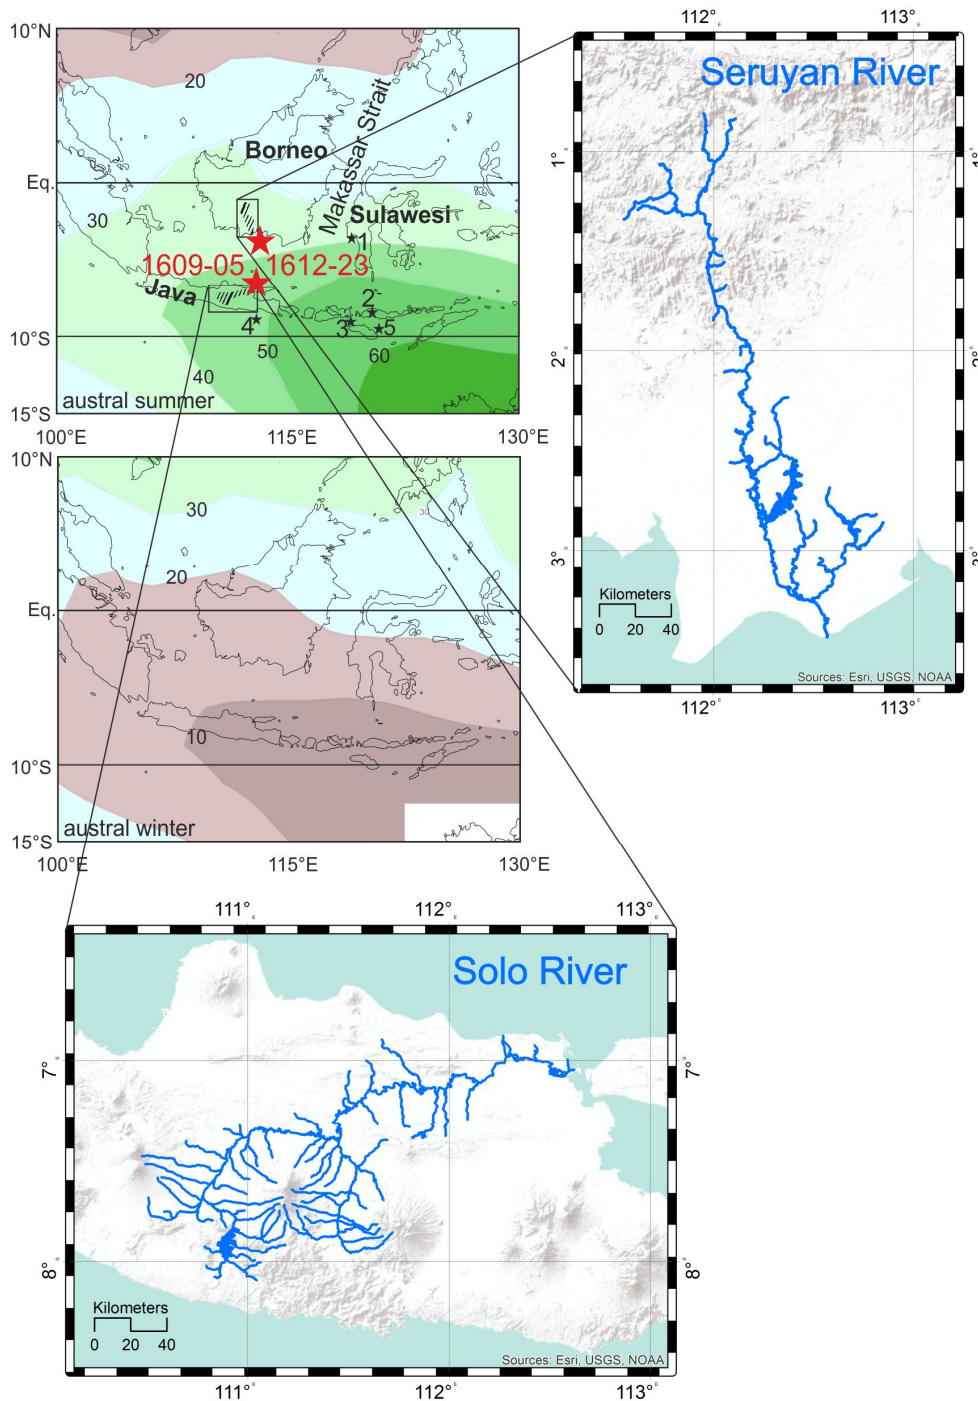 10°N
20
Makassar Strait
Borneo
Eq.
30
Sulawesi
1
1609-05 1612-23
Java
2
4 3 5
10°S
50 60
40
austral summer
15°S
100°E 115°E 130°E
10°N
30
30
20
Eq.
10
10°S
austral winter
15°S
100°E 115°E 130°E
112°E 113°E
Seruyan River
1° 1°
2° 2°
3° 3°
Kilometers
0 20 40
Sources: Esri, USGS, NOAA
112°E 113°E
111°E 112°E 113°E
Solo River
7° 7°
8° 8°
Kilometers
0 20 40
Sources: Esri, USGS, NOAA
111°E 112°E 113°E